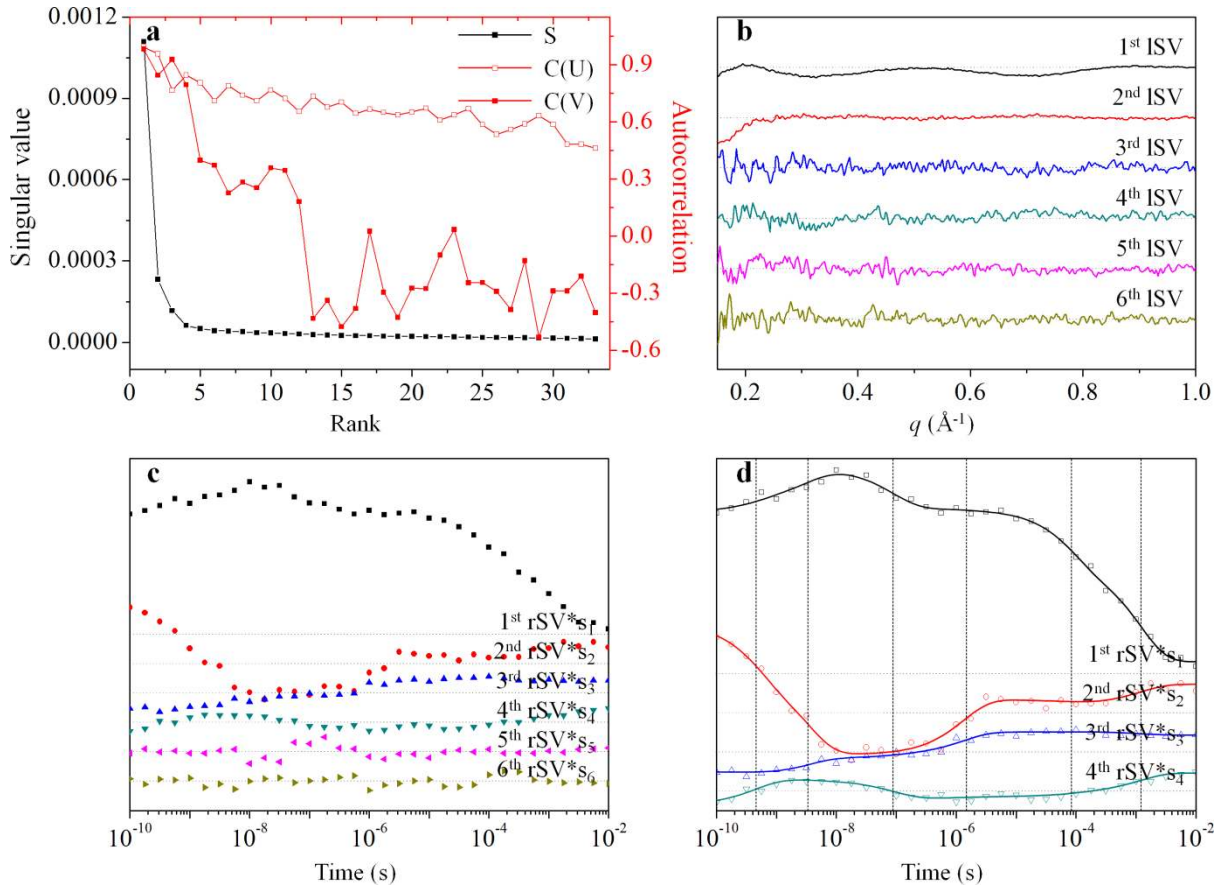 a
S
C(U)
C(V)
0.0012
0.0009
0.0006
0.0003
0.0000
Singular value
0.9
0.6
0.3
0.0
-0.3
-0.6
Autocorrelation
0 5 10 15 20 25 30
Rank
b
1st lSV
2nd lSV
3rd lSV
4th lSV
5th lSV
6th lSV
0.2 0.4 0.6 0.8 1.0
q (Å-1)
c
1st rSV*s1
2nd rSV*s2
3rd rSV*s3
4th rSV*s4
5th rSV*s5
6th rSV*s6
10-10 10-8 10-6 10-4 10-2
Time (s)
d
1st rSV*s1
2nd rSV*s2
3rd rSV*s3
4th rSV*s4
10-10 10-8 10-6 10-4 10-2
Time (s)